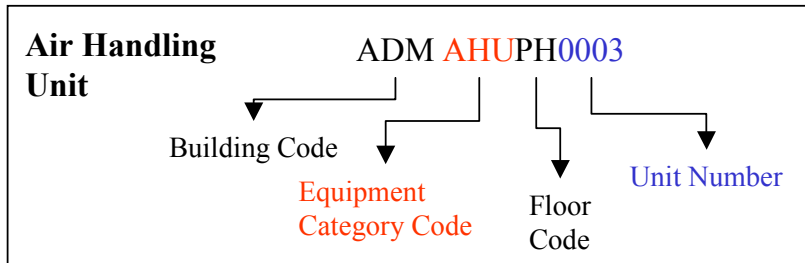 Air Handling
Unit
ADM AHUPH0003
Building Code
Equipment
Category Code
Floor
Code
Unit Number